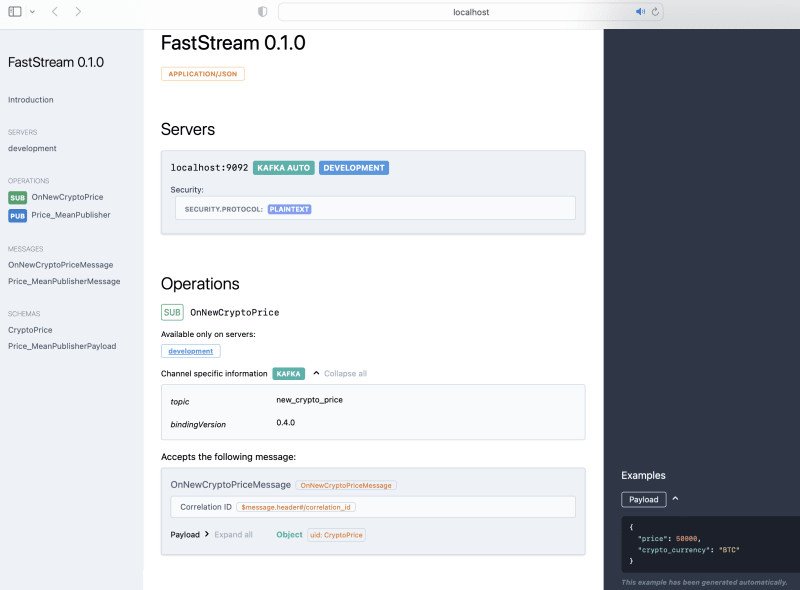 localhost
FastStream 0.1.0
Introduction
SERVERS
development
OPERATIONS
SUB OnNewCryptoPrice
PUB Price_MeanPublisher
MESSAGES
OnNewCryptoPriceMessage
Price_MeanPublisherMessage
SCHEMAS
CryptoPrice
Price_MeanPublisherPayload
FastStream 0.1.0
APPLICATION/JSON
Servers
localhost:9092 KAFKA AUTO DEVELOPMENT
Security:
SECURITY.PROTOCOL: PLAINTEXT
Operations
SUB OnNewCryptoPrice
Available only on servers:
development
Channel specific information KAFKA Collapse all
topic new_crypto_price
bindingVersion 0.4.0
Accepts the following message:
OnNewCryptoPriceMessage OnNewCryptoPriceMessage
Correlation ID $message.header#/correlation_id
Payload Expand all Object uid: CryptoPrice
Examples
Payload
{
"price": 50000,
"crypto_currency": "BTC"
}
This example has been generated automatically.